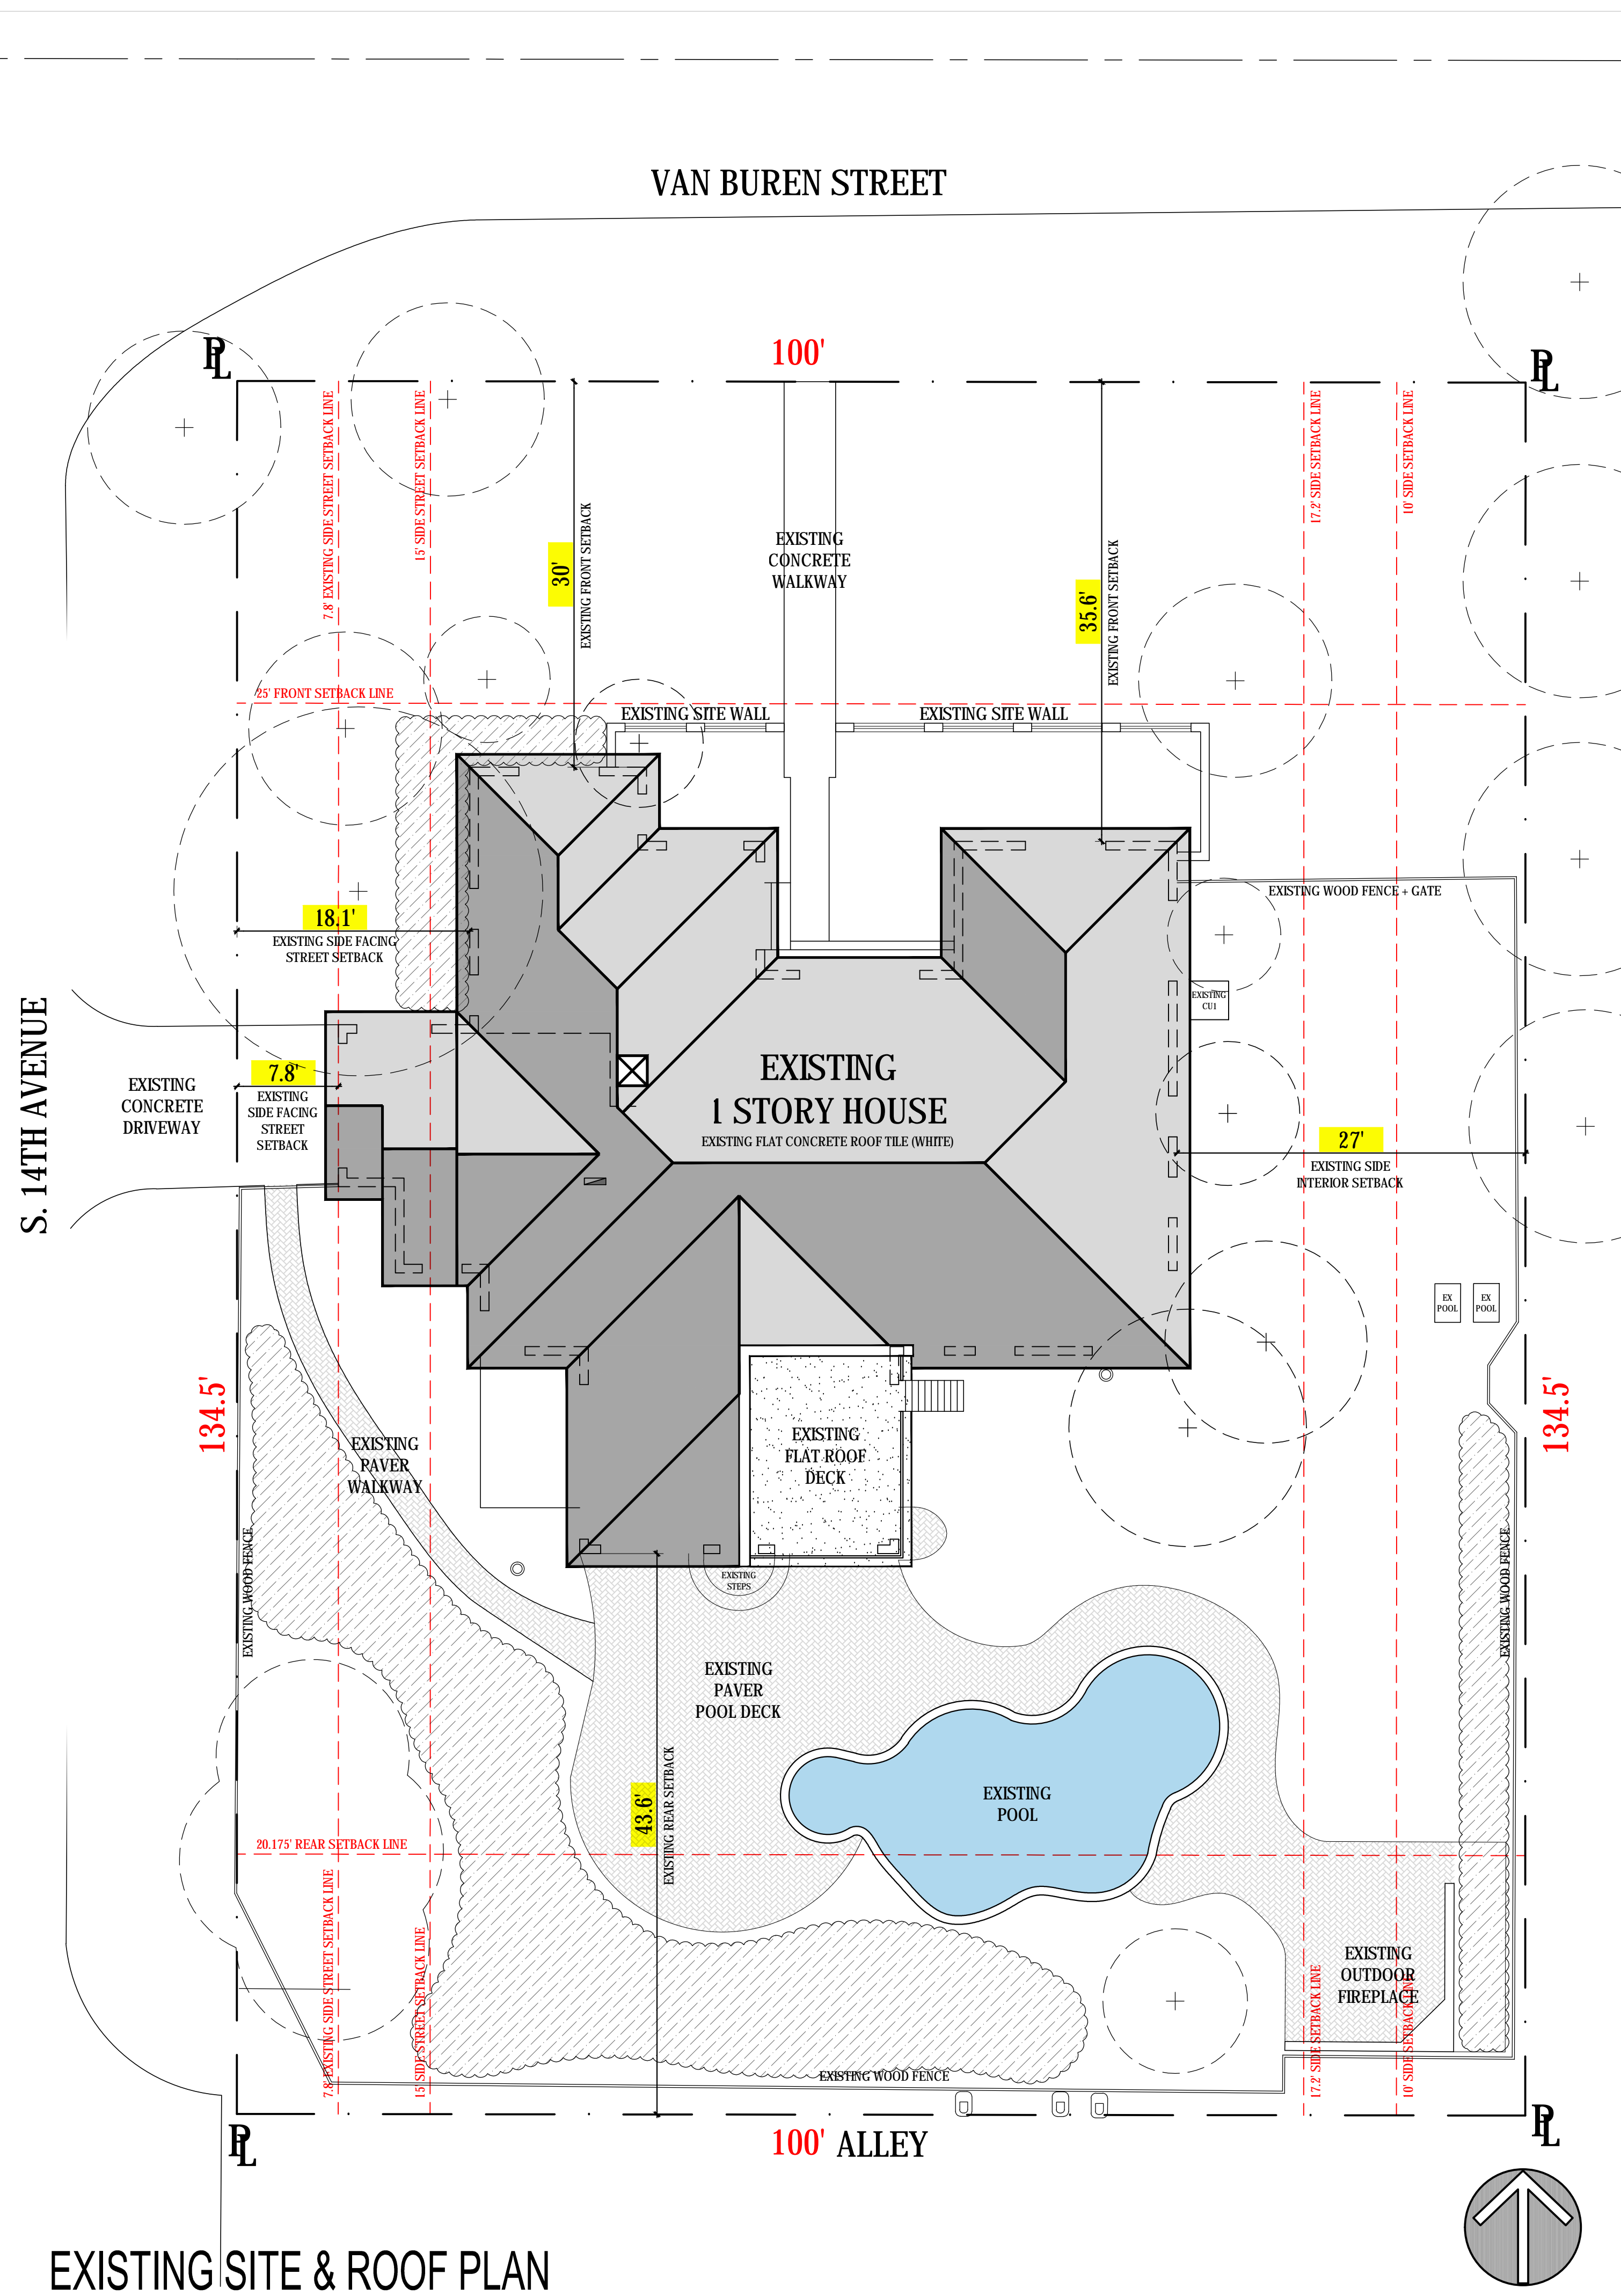 VAN BUREN STREET
PL
100'
PL
7.8' EXISTING SIDE STREET SETBACK LINE
15' SIDE STREET SETBACK LINE
17.2' SIDE SETBACK LINE
10' SIDE SETBACK LINE
30'
EXISTING FRONT SETBACK
EXISTING
CONCRETE
WALKWAY
35.6'
EXISTING FRONT SETBACK
25' FRONT SETBACK LINE
EXISTING SITE WALL
EXISTING SITE WALL
EXISTING WOOD FENCE + GATE
18.1'
EXISTING SIDE FACING
STREET SETBACK
EXISTING
CU1
S. 14TH AVENUE
EXISTING
CONCRETE
DRIVEWAY
7.8'
EXISTING
SIDE FACING
STREET
SETBACK
EXISTING
1 STORY HOUSE
EXISTING FLAT CONCRETE ROOF TILE (WHITE)
27'
EXISTING SIDE
INTERIOR SETBACK
EX
POOL
EX
POOL
134.5'
134.5'
EXISTING
PAVER
WALKWAY
EXISTING
FLAT ROOF
DECK
EXISTING WOOD FENCE
EXISTING WOOD FENCE
EXISTING
STEPS
EXISTING
PAVER
POOL DECK
43.6'
EXISTING REAR SETBACK
EXISTING
POOL
20.175' REAR SETBACK LINE
7.8' EXISTING SIDE STREET SETBACK LINE
15' SIDE STREET SETBACK LINE
EXISTING
OUTDOOR
FIREPLACE
17.2' SIDE SETBACK LINE
10' SIDE SETBACK LINE
EXISTING WOOD FENCE
PL
100' ALLEY
PL
EXISTING SITE & ROOF PLAN